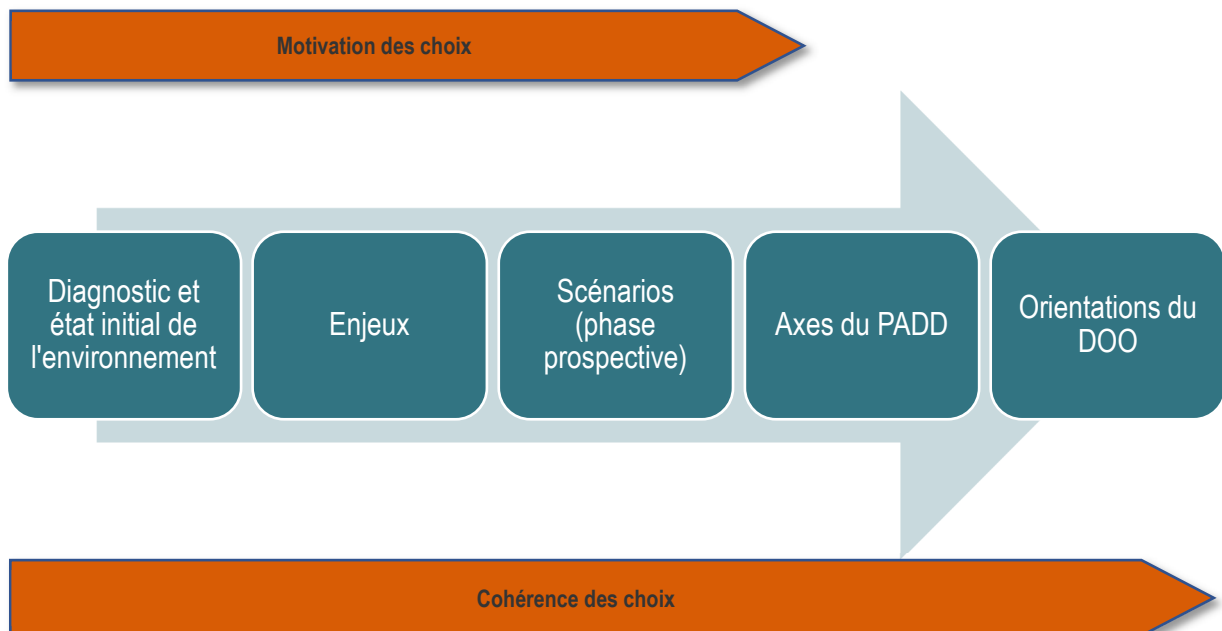 Motivation des choix
Diagnostic et
état initial de
l'environnement
Enjeux
Scénarios
(phase
prospective)
Axes du PADD
Orientations du
DOO
Cohérence des choix